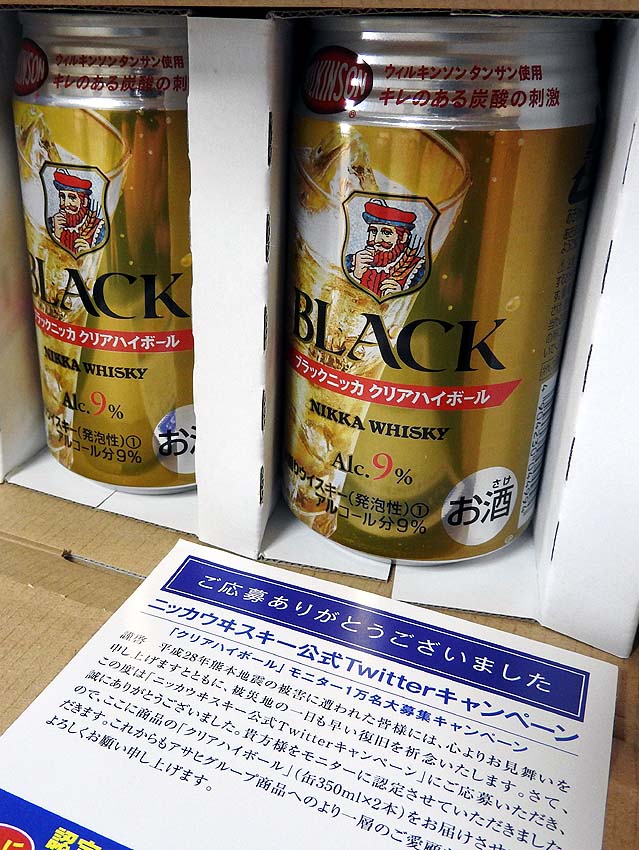 KINSON
ウィルキンソン タンサン使用
キレのある炭酸の刺
BLACK
ブラックニッカ クリアハイボール
NIKKA WHISKY
Alc.9%
ウイスキー(発泡性)①
アルコール分9%
お酒
LKINSON
®
ウィルキンソン タンサン使用
キレのある炭酸の刺激
BLACK
ブラックニッカ クリアハイボール
NIKKA WHISKY
Alc.9%
ウイスキー(発泡性)①
アルコール分9%
さけ
お酒
ご応募ありがとうございました
ニッカウヰスキー公式Twitterキャンペーン
「クリアハイボール」モニター1万名大募集キャンペーン
謹啓 平成28年熊本地震の被害に遭われた皆様には、心よりお見舞いを
申し上げますとともに、被災地の一日も早い復旧を祈念いたします。さて、
この度は「ニッカウヰスキー公式Twitterキャンペーン」にご応募いただき、
誠にありがとうございました。貴方様をモニターに認定させていただきました
ので、ここに商品の「クリアハイボール」(缶350ml×2本)をお届けさせ
だきます。これからもアサヒグループ商品へのより一層のご愛顧
よろしくお願い申し上げます。
に
認定